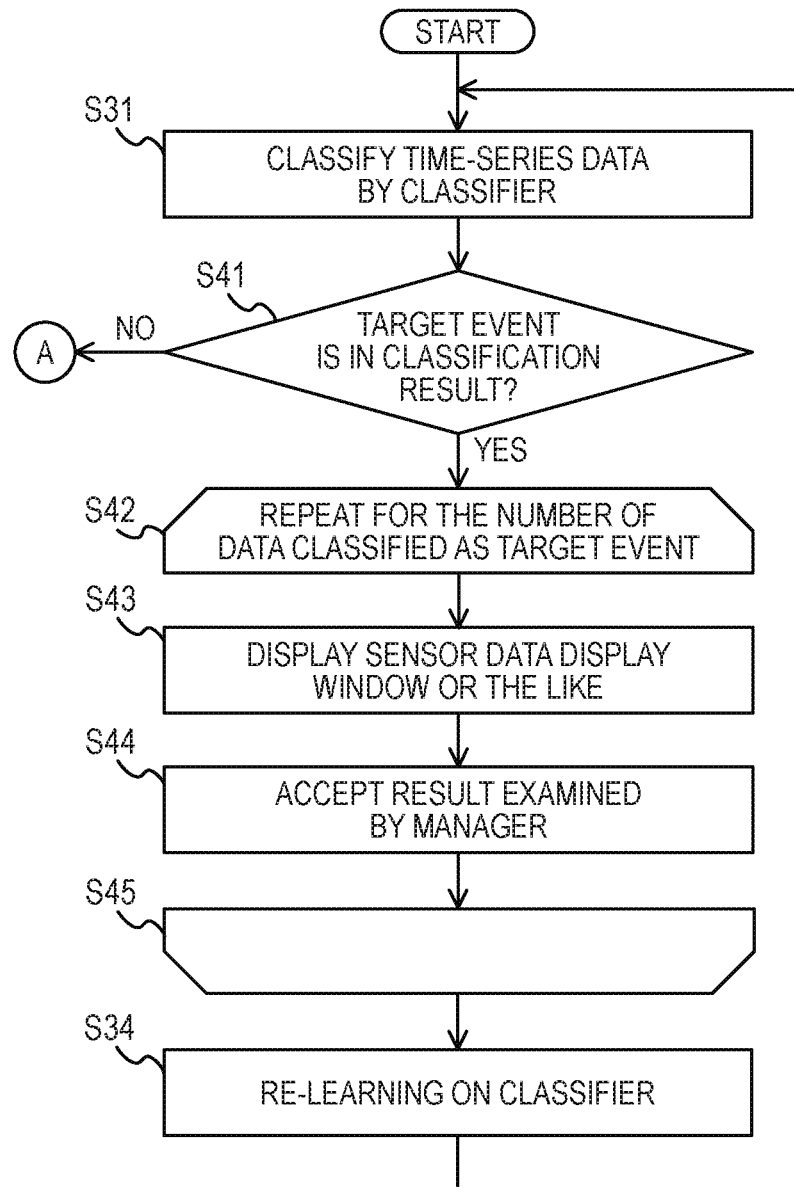 START
S31
CLASSIFY TIME-SERIES DATA
BY CLASSIFIER
S41
TARGET EVENT
IS IN CLASSIFICATION
RESULT?
NO
A
YES
S42
REPEAT FOR THE NUMBER OF
DATA CLASSIFIED AS TARGET EVENT
S43
DISPLAY SENSOR DATA DISPLAY
WINDOW OR THE LIKE
S44
ACCEPT RESULT EXAMINED
BY MANAGER
S45
S34
RE-LEARNING ON CLASSIFIER